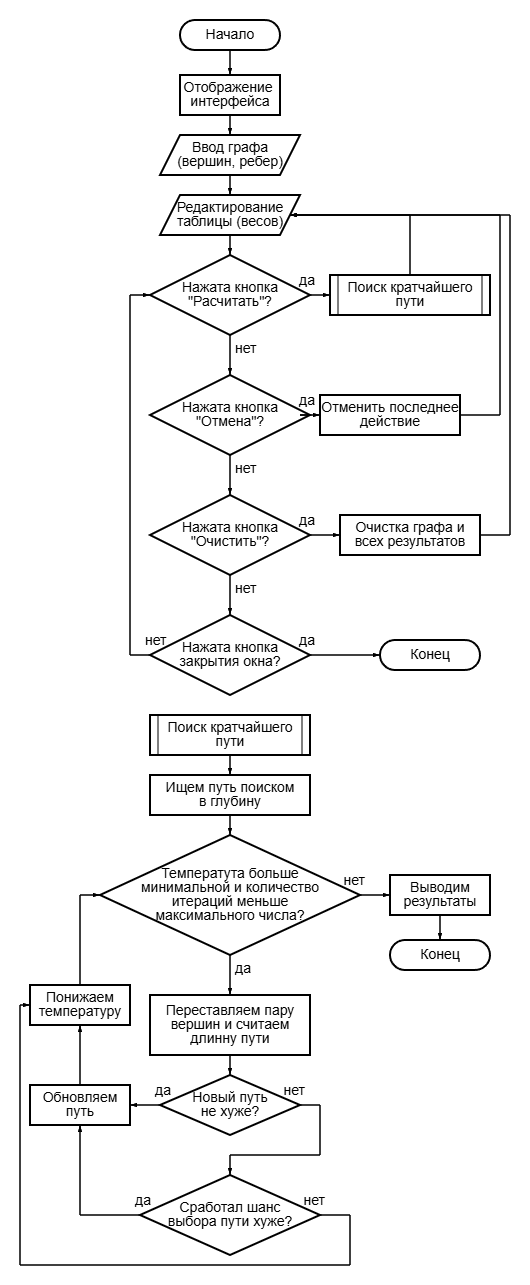 Начало
Отображение
интерфейса
Ввод графа
(вершин, ребер)
Редактирование
таблицы (весов)
Нажата кнопка
"Расчитать"?
да
Поиск кратчайшего
пути
нет
Нажата кнопка
"Отмена"?
да
Отменить последнее
действие
нет
Нажата кнопка
"Очистить"?
да
Очистка графа и
всех результатов
нет
Нажата кнопка
закрытия окна?
нет
да
Конец
Поиск кратчайшего
пути
Ищем путь поиском
в глубину
Температута больше
минимальной и количество
итераций меньше
максимального числа?
нет
Выводим
результаты
Конец
да
Понижаем
температуру
Переставляем пару
вершин и считаем
длинну пути
Обновляем
путь
да
Новый путь
не хуже?
нет
да
Сработал шанс
выбора пути хуже?
нет